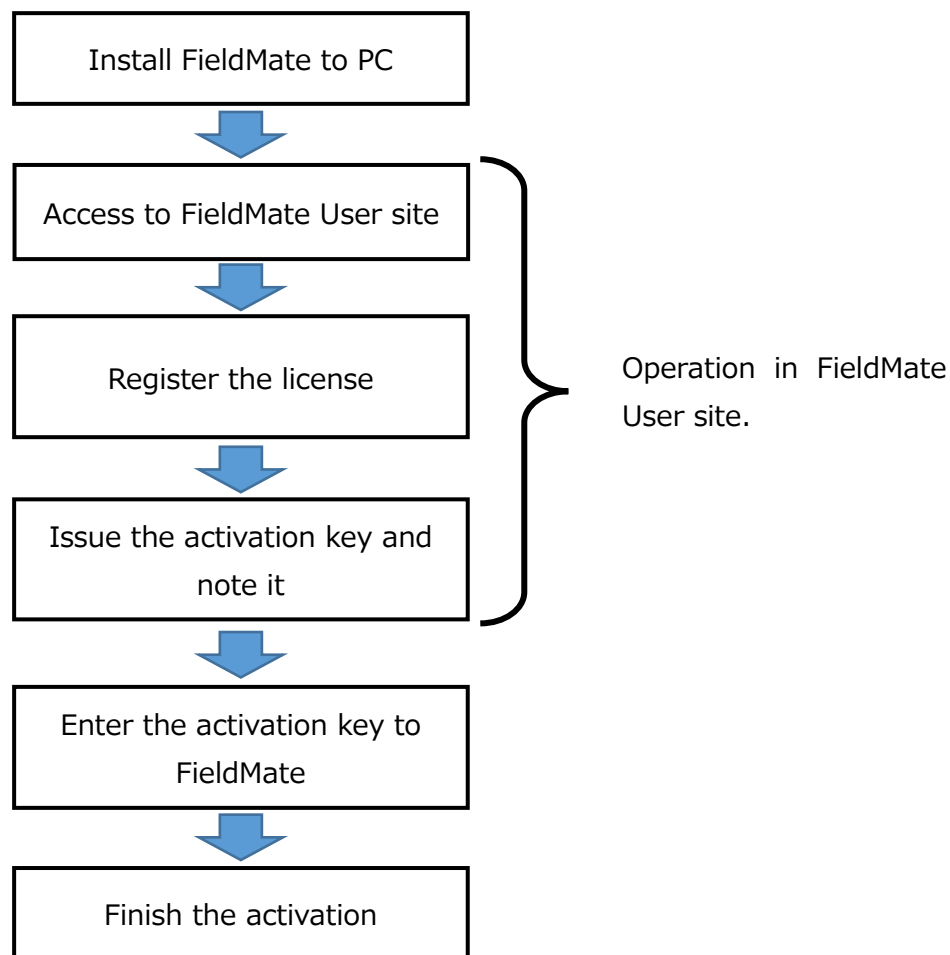 Install FieldMate to PC
Access to FieldMate User site
Register the license
Operation in FieldMate
User site.
Issue the activation key and
note it
Enter the activation key to
FieldMate
Finish the activation